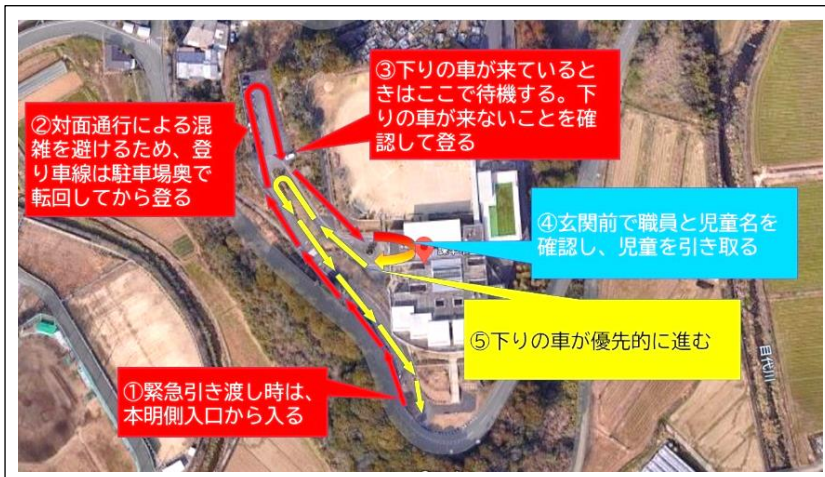 ③下りの車が来ていると
きはここで待機する。下
りの車が来ないことを確
認して登る
②対面通行による混
雑を避けるため、登
り車線は駐車場奥で
転回してから登る
④玄関前で職員と児童名を
確認し、児童を引き取る
⑤下りの車が優先的に進む
目代川
①緊急引き渡し時は、
本明側入口から入る